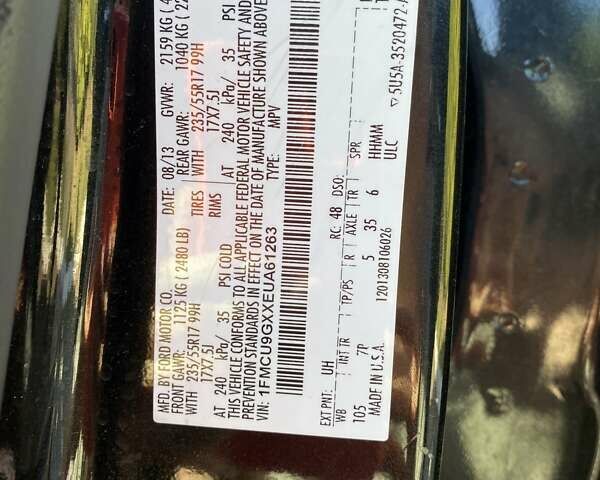 MFD. BY FORD MOTOR CO.
DATE: 08/13 GVWR: 2159 KG
FRONT GAWR: 1125 KG (2480 LB) REAR GAWR: 1040 KG
WITH 235/55R17 99H TIRES WITH 235/55R17 99H
17X7.5J RIMS 17X7.5J
AT 240 kPa/ 35 PSI COLD AT 240 kPa/ 35 PSI
THIS VEHICLE CONFORMS TO ALL APPLICABLE FEDERAL MOTOR VEHICLE SAFETY AND
PREVENTION STANDARDS IN EFFECT ON THE DATE OF MANUFACTURE SHOWN ABOVE
VIN: 1FMCU9GXXEUA61263 TYPE: MPV
EXT PNT: UH RC: 48 DSO:
WB INT TR TP/PS R AXLE TR SPR
105 7P 5 35 6 HHMM
MADE IN U.S.A. 1201308106026 ULC
5U5A-3520472-